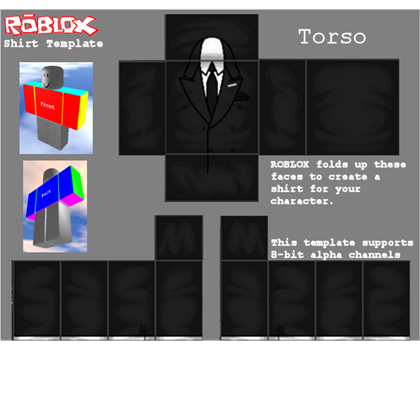 ROBLOX
Shirt Template
Torso
Front
Back
ROBLOX folds up these
faces to create a
shirt for your
character.
This template supports
8-bit alpha channels